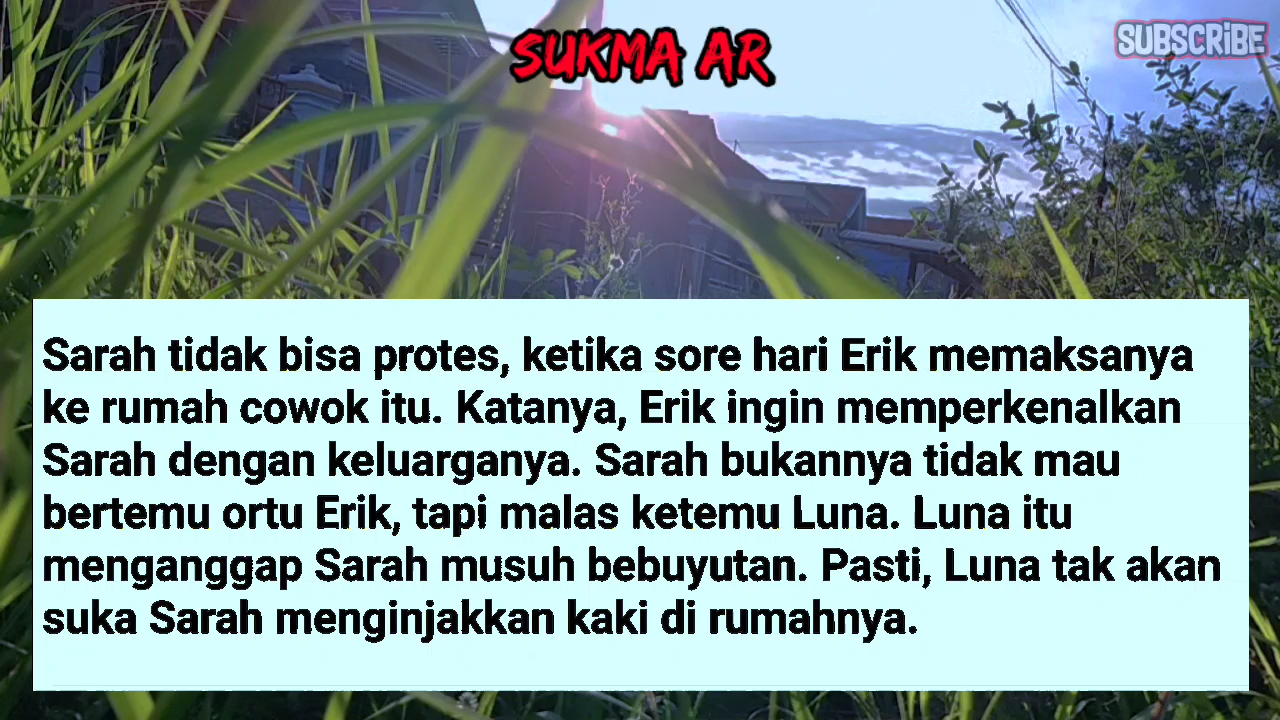 SUKMA AR
SUBSCRiBE
Sarah tidak bisa protes, ketika sore hari Erik memaksanya
ke rumah cowok itu. Katanya, Erik ingin memperkenalkan
Sarah dengan keluarganya. Sarah bukannya tidak mau
bertemu ortu Erik, tapi malas ketemu Luna. Luna itu
menganggap Sarah musuh bebuyutan. Pasti, Luna tak akan
suka Sarah menginjakkan kaki di rumahnya.